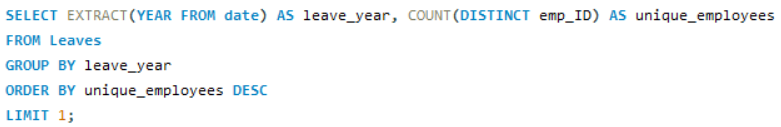 SELECT EXTRACT(YEAR FROM date) AS leave_year, COUNT(DISTINCT emp_ID) AS unique_employees
FROM Leaves
GROUP BY leave_year
ORDER BY unique_employees DESC
LIMIT 1;